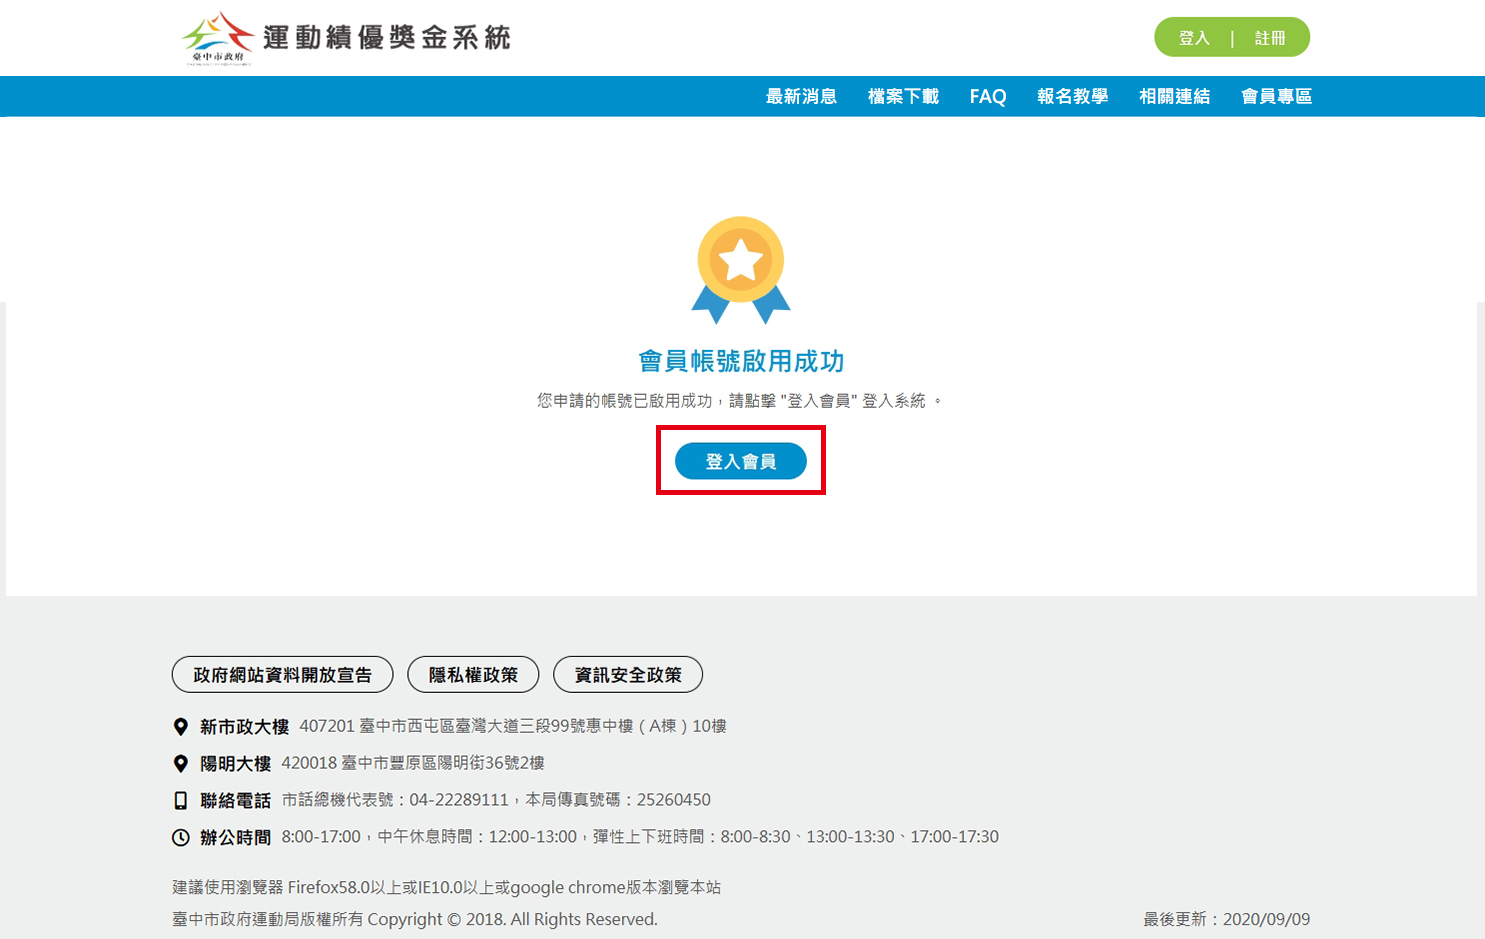 臺中市政府
運動績優獎金系統
登入 | 註冊
最新消息 檔案下載 FAQ 報名教學 相關連結 會員專區
會員帳號啟用成功
您申請的帳號已啟用成功，請點擊 "登入會員" 登入系統 。
登入會員
政府網站資料開放宣告 隱私權政策 資訊安全政策
新市政大樓 407201 臺中市西屯區臺灣大道三段99號惠中樓 ( A棟 ) 10樓
陽明大樓 420018 臺中市豐原區陽明街36號2樓
聯絡電話 市話總機代表號：04-22289111，本局傳真號碼：25260450
辦公時間 8:00-17:00，中午休息時間：12:00-13:00，彈性上下班時間：8:00-8:30、13:00-13:30、17:00-17:30
建議使用瀏覽器 Firefox58.0以上或IE10.0以上或google chrome版本瀏覽本站
臺中市政府運動局版權所有 Copyright © 2018. All Rights Reserved.
最後更新：2020/09/09